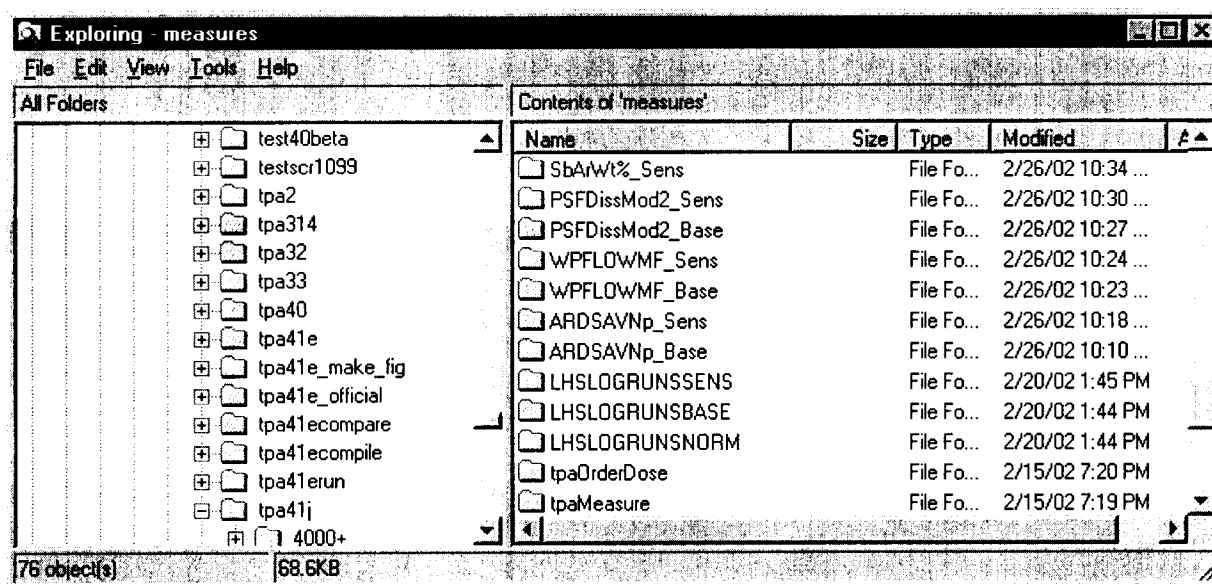 Exploring - measures
File Edit View Tools Help
All Folders
test40beta
testscr1099
tpa2
tpa314
tpa32
tpa33
tpa40
tpa41e
tpa41e_make_fig
tpa41e_official
tpa41ecompare
tpa41ecompile
tpa41erun
tpa41j
4000+
Contents of 'measures'
Name Size Type Modified
SbArWt%_Sens File Fo... 2/26/02 10:34 ...
PSFDissMod2_Sens File Fo... 2/26/02 10:30 ...
PSFDissMod2_Base File Fo... 2/26/02 10:27 ...
WPFLOWMF_Sens File Fo... 2/26/02 10:24 ...
WPFLOWMF_Base File Fo... 2/26/02 10:23 ...
ARDSAVNp_Sens File Fo... 2/26/02 10:18 ...
ARDSAVNp_Base File Fo... 2/26/02 10:10 ...
LHSLOGRUNSSENS File Fo... 2/20/02 1:45 PM
LHSLOGRUNSBASE File Fo... 2/20/02 1:44 PM
LHSLOGRUNSNORM File Fo... 2/20/02 1:44 PM
tpaOrderDose File Fo... 2/15/02 7:20 PM
tpaMeasure File Fo... 2/15/02 7:19 PM
76 object(s) 68.6KB